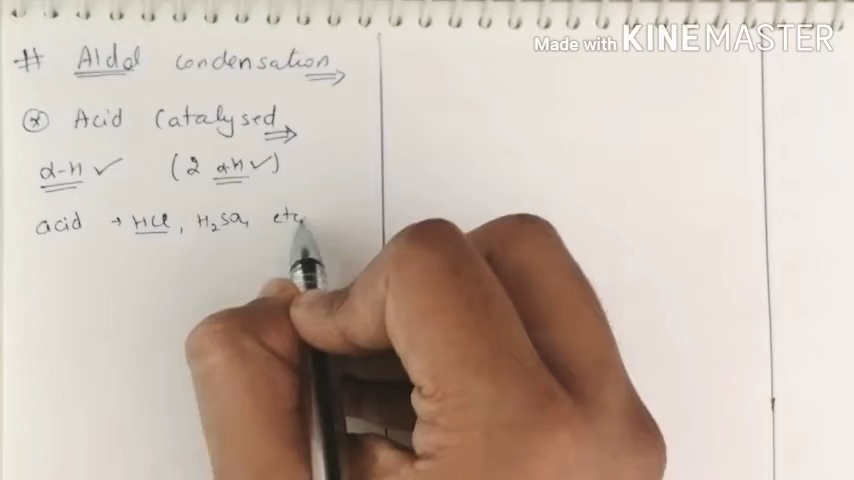 # Aldol condensation
Made with KINEMASTER
* Acid Catalysed
α-H ✓ (2 α-H ✓)
acid → HCl, H₂SO₄ etc.